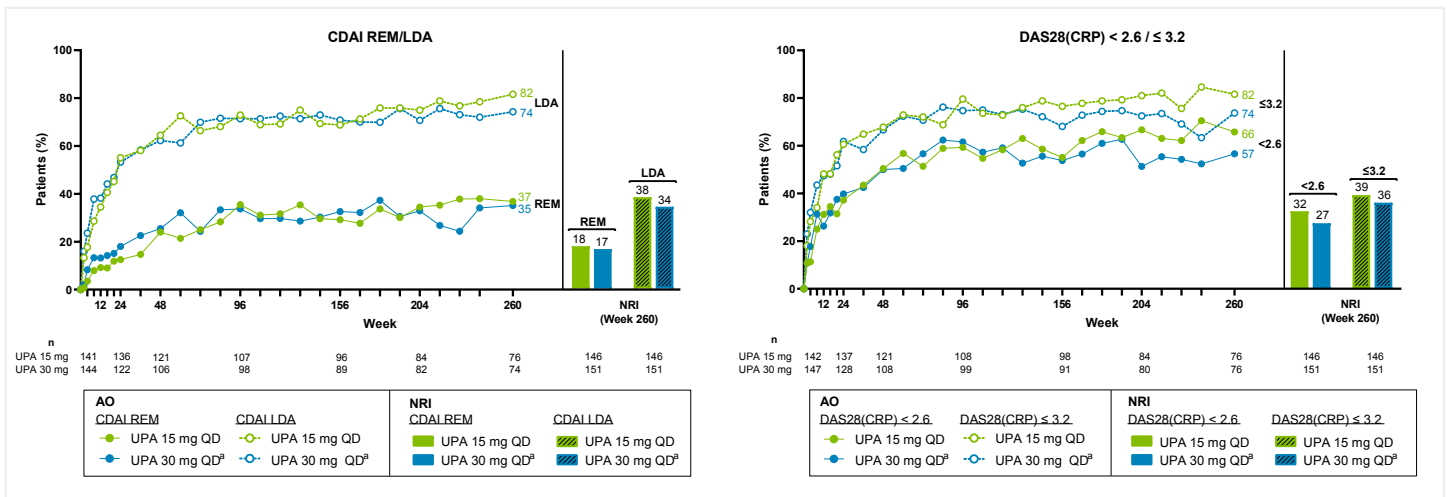 CDAI REM/LDA
Patients (%)
100
80
60
40
20
0
82
LDA
74
37
REM
35
12 24 48 96 156 204 260
Week
REM
18 17
LDA
38 34
NRI
(Week 260)
n
UPA 15 mg 141 136 121 107 96 84 76 146 146
UPA 30 mg 144 122 106 98 89 82 74 151 151
AO
CDAI REM CDAI LDA
UPA 15 mg QD UPA 15 mg QD
UPA 30 mg QDª UPA 30 mg QDª
NRI
CDAI REM CDAI LDA
UPA 15 mg QD UPA 15 mg QD
UPA 30 mg QDª UPA 30 mg QDª
DAS28(CRP) < 2.6 / ≤ 3.2
Patients (%)
100
80
60
40
20
0
82
≤3.2
74
66
<2.6
57
12 24 48 96 156 204 260
Week
<2.6
32 27
≤3.2
39 36
NRI
(Week 260)
n
UPA 15 mg 142 137 121 108 98 84 76 146 146
UPA 30 mg 147 128 108 99 91 80 76 151 151
AO
DAS28(CRP) < 2.6 DAS28(CRP) ≤ 3.2
UPA 15 mg QD UPA 15 mg QD
UPA 30 mg QDª UPA 30 mg QDª
NRI
DAS28(CRP) < 2.6 DAS28(CRP) ≤ 3.2
UPA 15 mg QD UPA 15 mg QD
UPA 30 mg QDª UPA 30 mg QDª